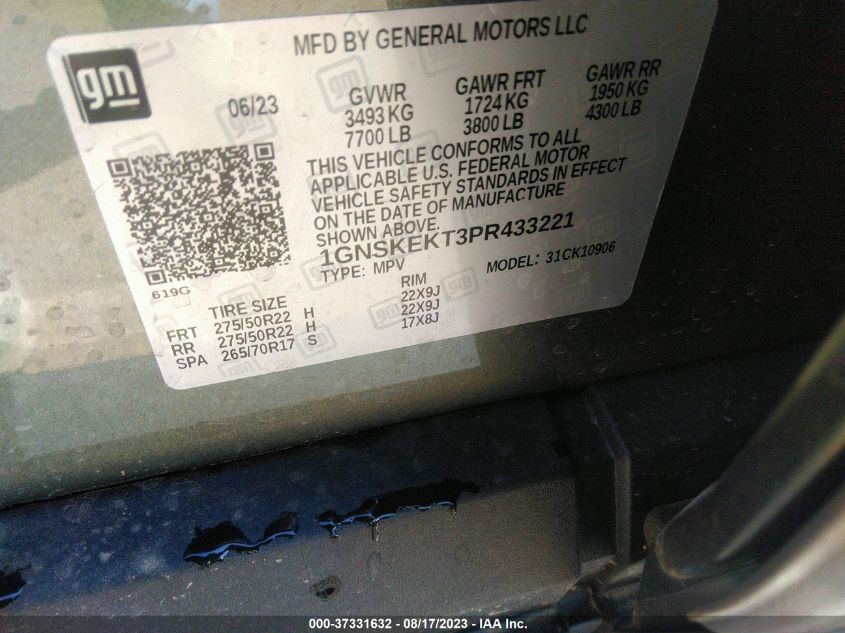 gm
MFD BY GENERAL MOTORS LLC
06/23
GVWR
3493 KG
7700 LB
GAWR FRT
1724 KG
3800 LB
GAWR RR
1950 KG
4300 LB
THIS VEHICLE CONFORMS TO ALL
APPLICABLE U.S. FEDERAL MOTOR
VEHICLE SAFETY STANDARDS IN EFFECT
ON THE DATE OF MANUFACTURE
SHOWN ABOVE.
1GNSKEKT3PR433221
619G
TYPE: MPV
MODEL: 31CK10906
TIRE SIZE RIM
FRT 275/50R22 H 22X9J
RR 275/50R22 H 22X9J
SPA 265/70R17 S 17X8J
000-37331632 - 08/17/2023 - IAA Inc.